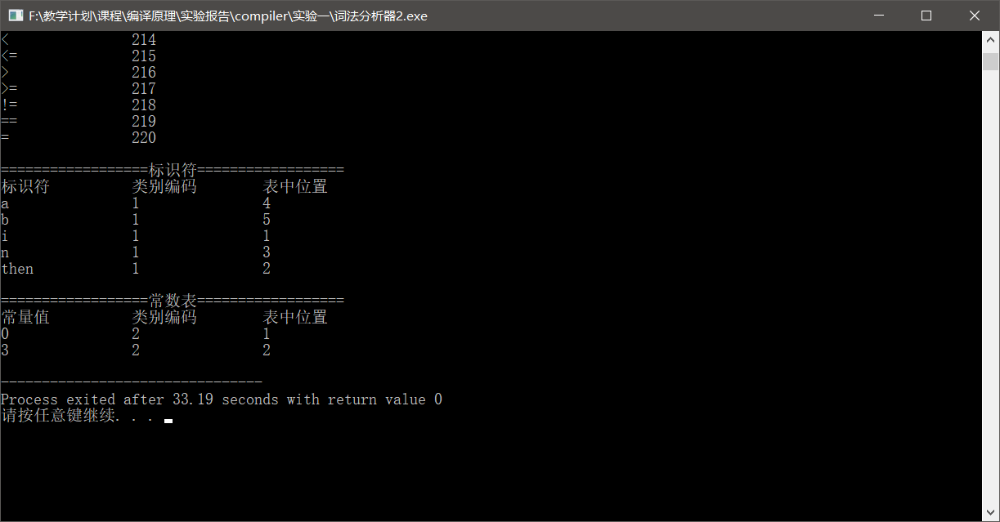 F:\教学计划\课程\编译原理\实验报告\compiler\实验一\词法分析器2.exe
< 214
<= 215
> 216
>= 217
!= 218
== 219
= 220
==================标识符==================
标识符 类别编码 表中位置
a 1 4
b 1 5
i 1 1
n 1 3
then 1 2
==================常数表==================
常量值 类别编码 表中位置
0 2 1
3 2 2
--------------------------------
Process exited after 33.19 seconds with return value 0
请按任意键继续. . .